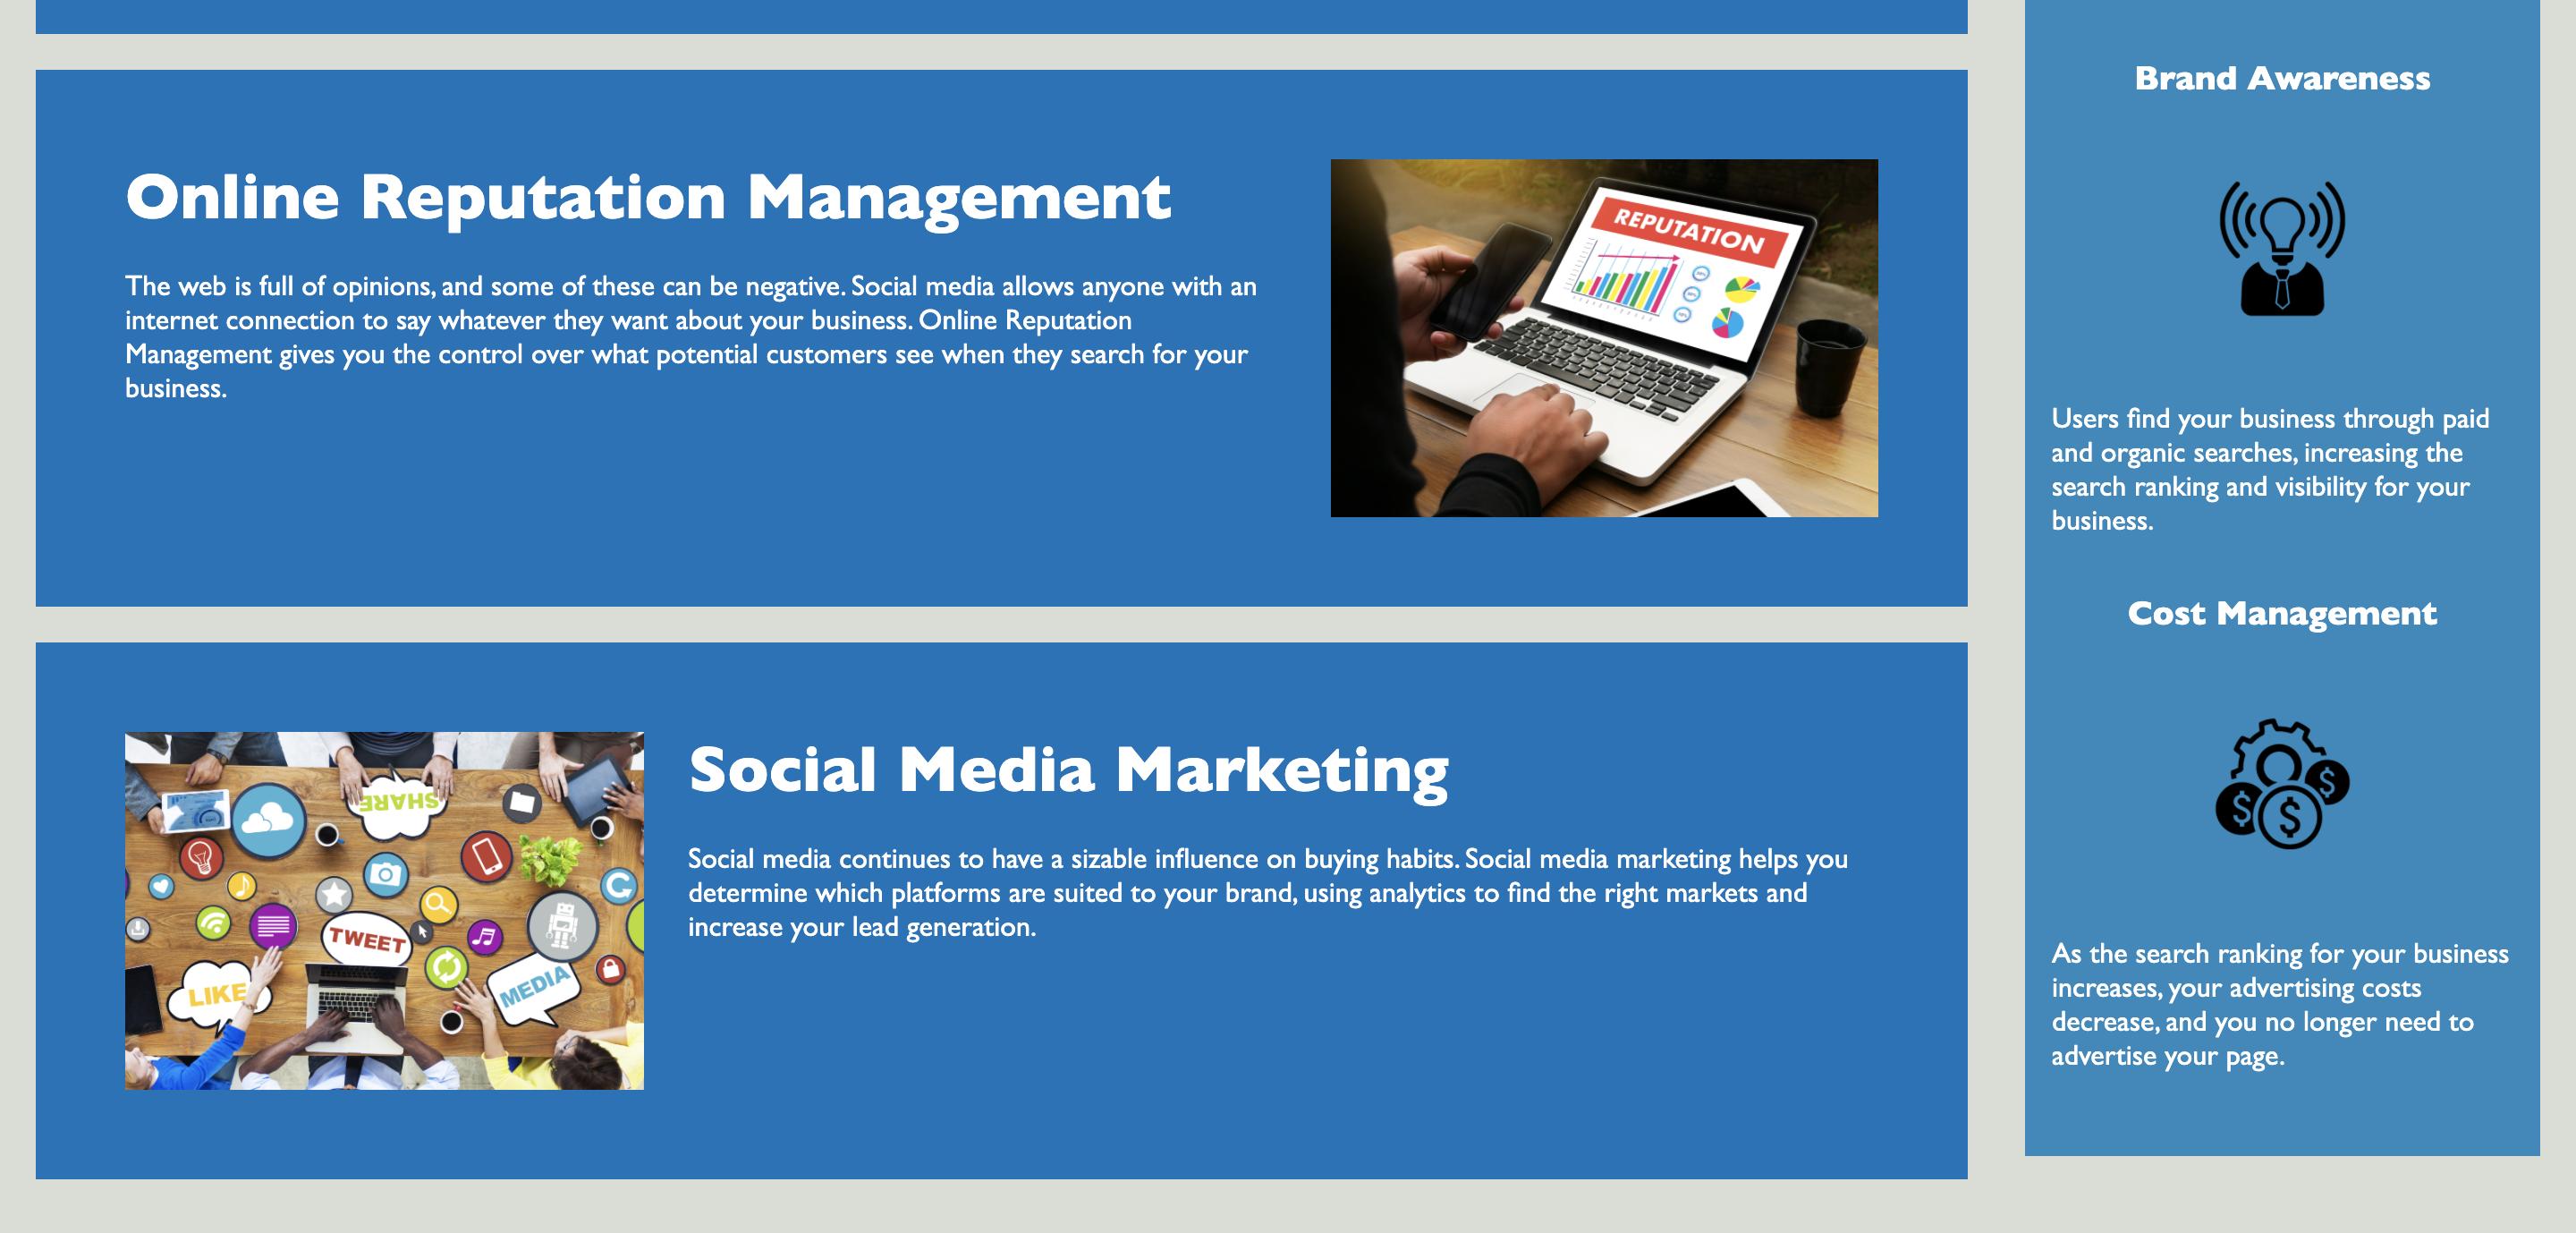 Online Reputation Management
The web is full of opinions, and some of these can be negative. Social media allows anyone with an
internet connection to say whatever they want about your business. Online Reputation
Management gives you the control over what potential customers see when they search for your
business.
REPUTATION
Social Media Marketing
Social media continues to have a sizable influence on buying habits. Social media marketing helps you
determine which platforms are suited to your brand, using analytics to find the right markets and
increase your lead generation.
SHARE
TWEET
LIKE
MEDIA
Brand Awareness
Users find your business through paid
and organic searches, increasing the
search ranking and visibility for your
business.
Cost Management
$
$
$
As the search ranking for your business
increases, your advertising costs
decrease, and you no longer need to
advertise your page.